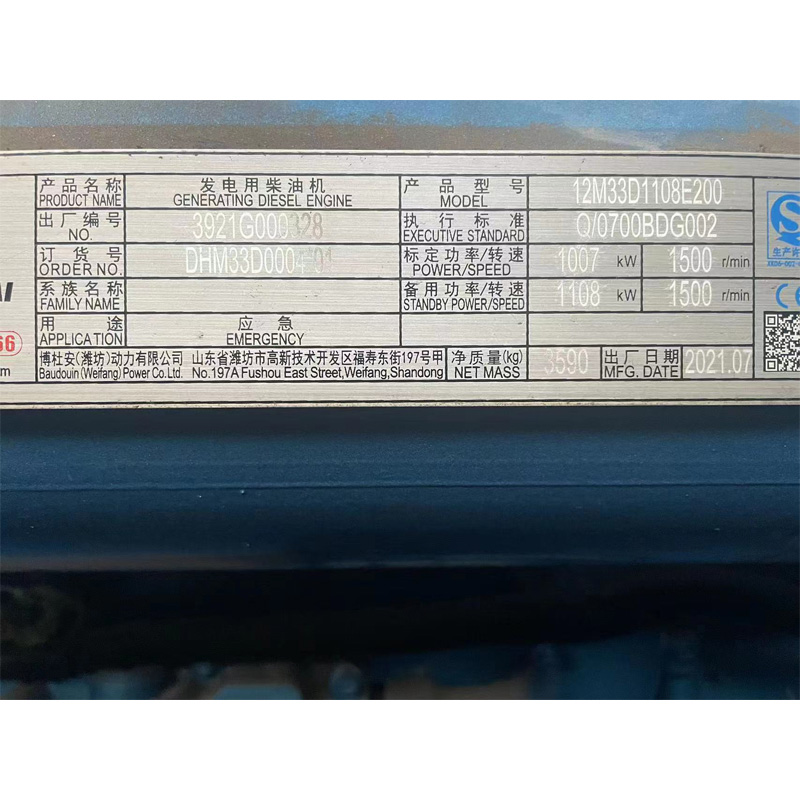 产品名称 发电用柴油机 产品型号 12M33D1108E200
PRODUCT NAME GENERATING DIESEL ENGINE MODEL
出厂编号 3921G000328 执行标准 Q/0700BDG002
NO. EXECUTIVE STANDARD
订货号 标定功率/转速 1007 kW 1500 r/min
ORDER NO. POWER/SPEED
系族名称 备用功率/转速 1108 kW 1500 r/min
FAMILY NAME STANDBY POWER/SPEED
用途 应急
APPLICATION EMERGENCY
博杜安(潍坊)动力有限公司 山东省潍坊市高新技术开发区福寿东街197号甲 净质量(kg) 3590 出厂日期 2021.07
Baudouin (Weifang) Power Co.Ltd. No.197A Fushou East Street,Weifang,Shandong NET MASS MFG. DATE